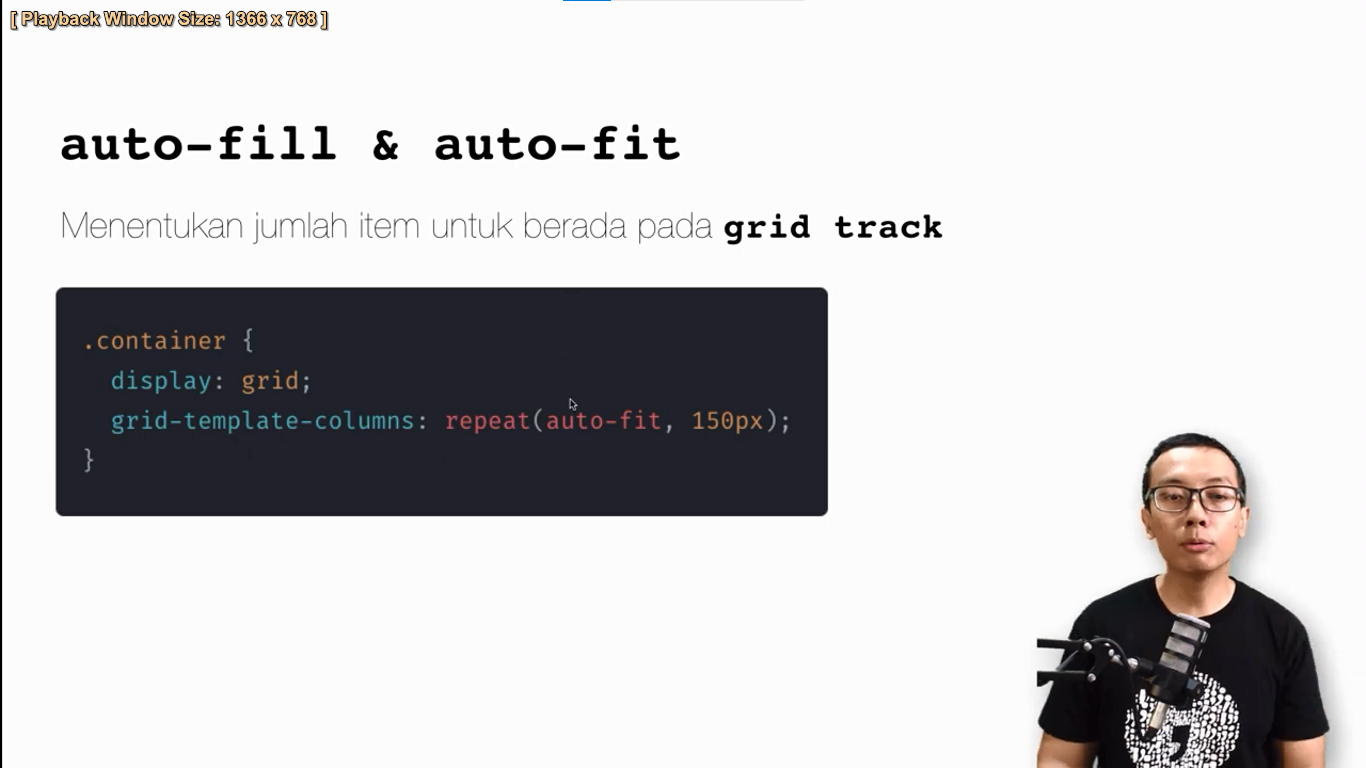 [ Playback Window Size: 1366 x 768 ]
auto-fill & auto-fit
Menentukan jumlah item untuk berada pada grid track
.container {
  display: grid;
  grid-template-columns: repeat(auto-fit, 150px);
}